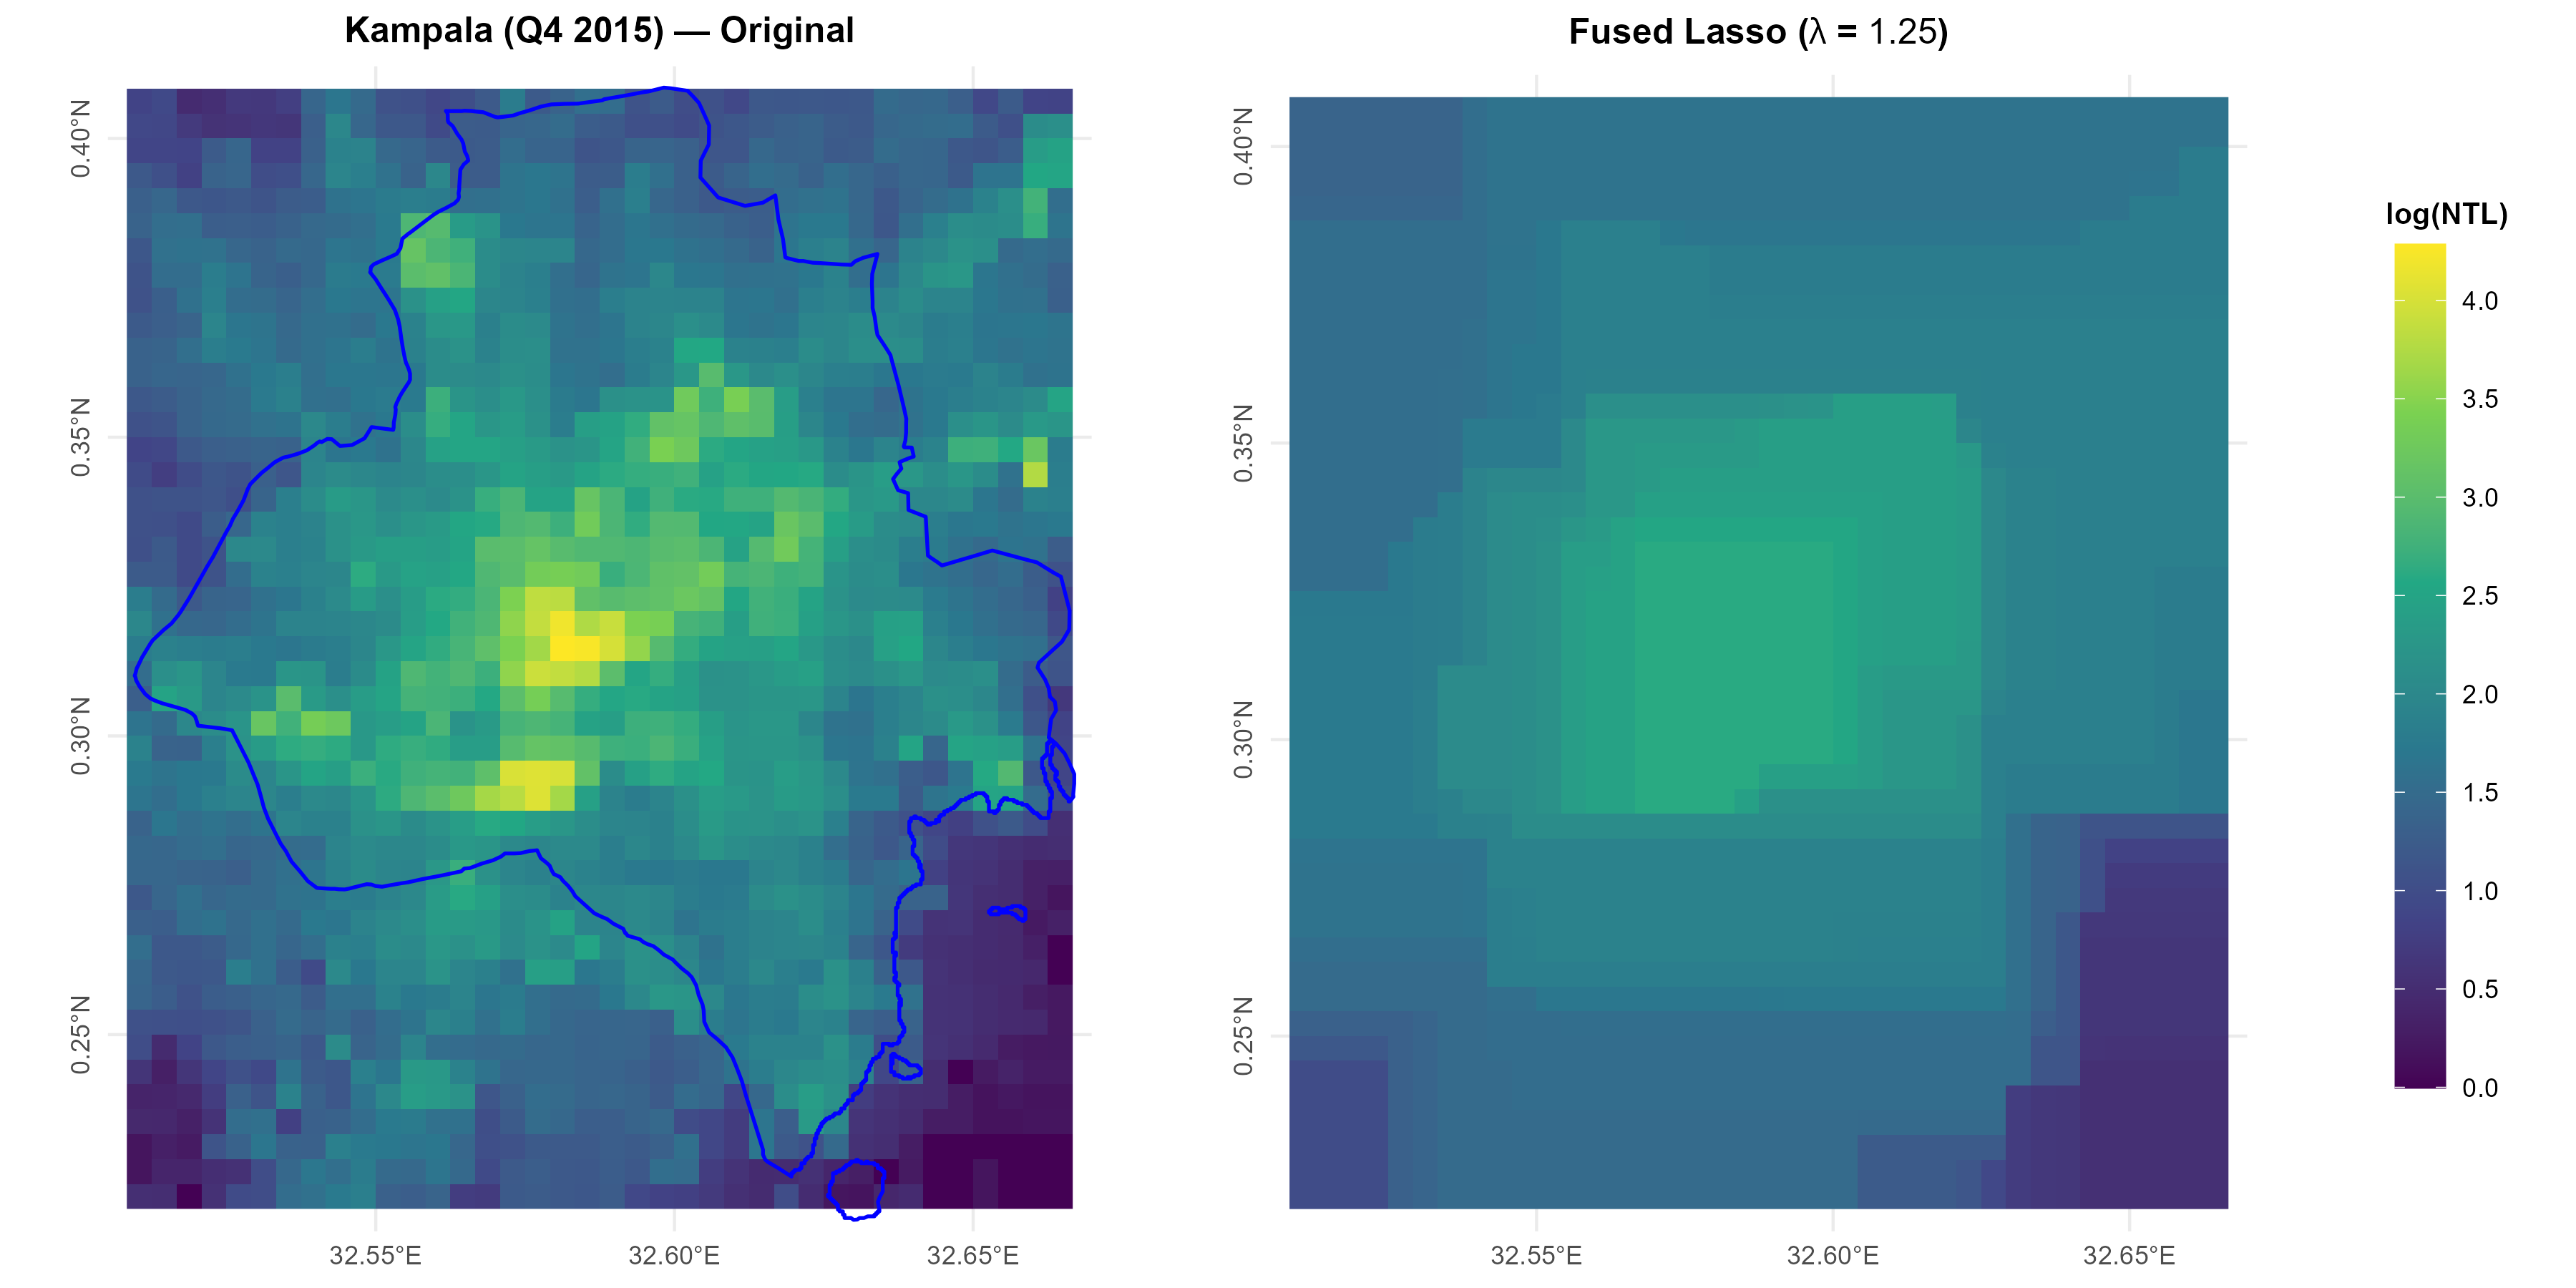 Kampala (Q4 2015) — Original
0.40°N
0.35°N
0.30°N
0.25°N
32.55°E
32.60°E
32.65°E
Fused Lasso (λ = 1.25)
0.40°N
0.35°N
0.30°N
0.25°N
32.55°E
32.60°E
32.65°E
log(NTL)
4.0
3.5
3.0
2.5
2.0
1.5
1.0
0.5
0.0